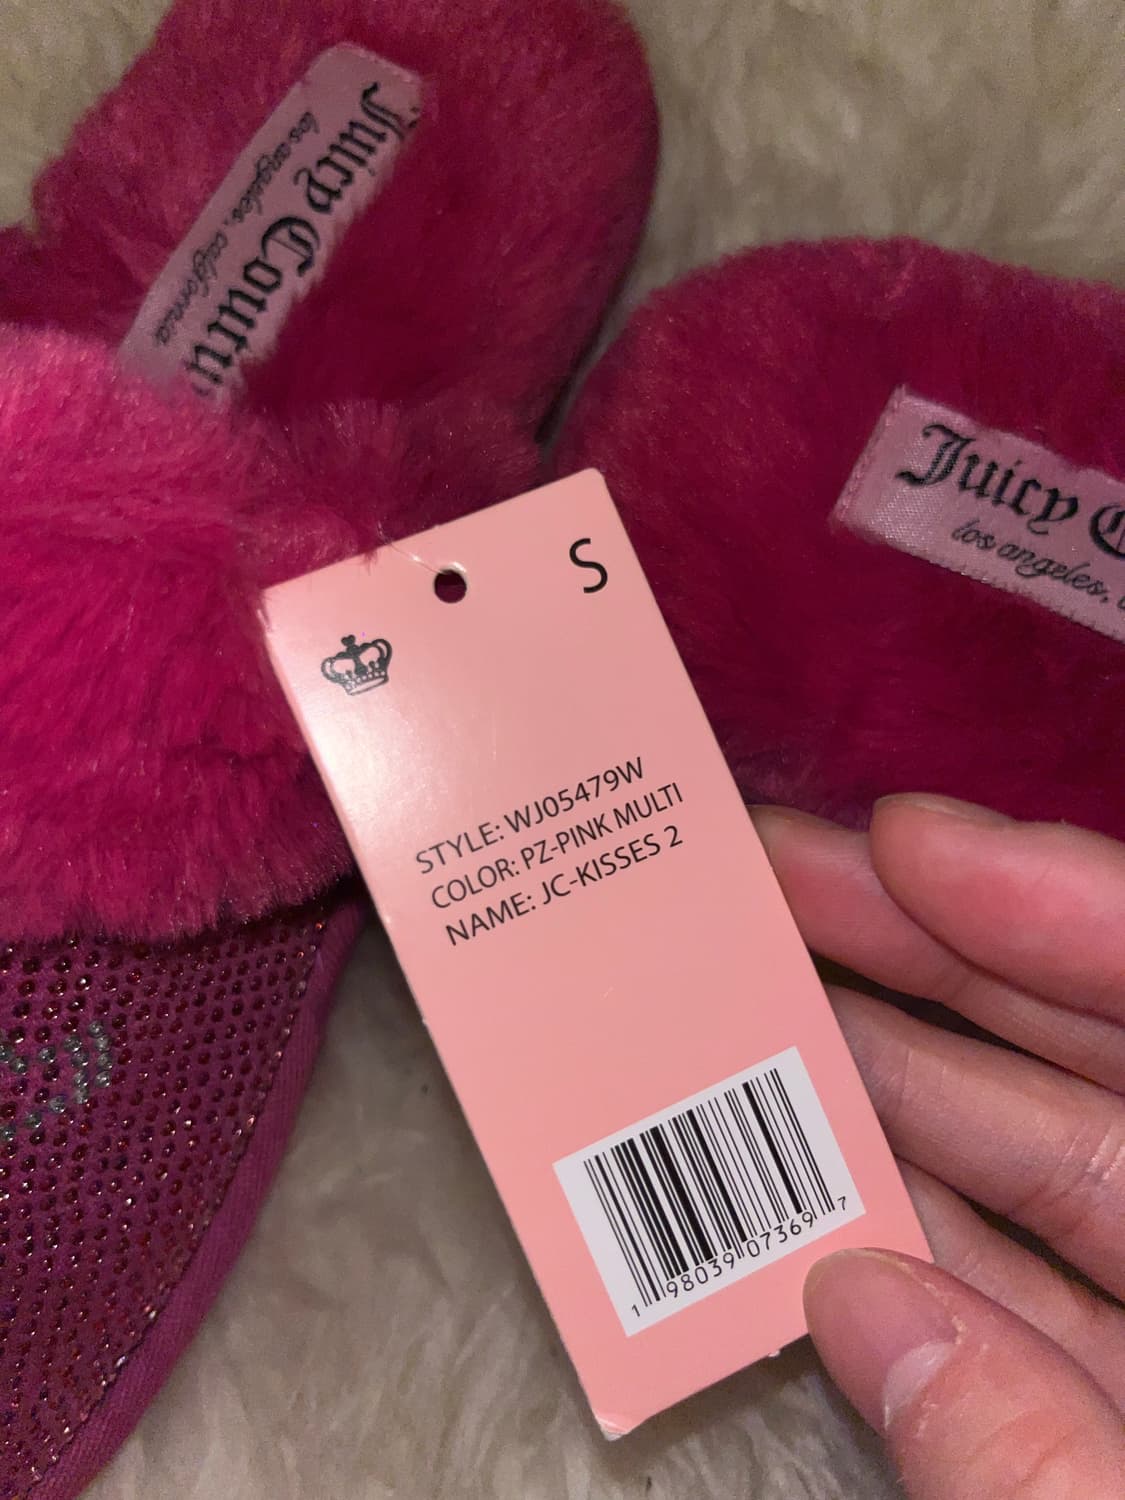 Juicy Coutu
los angeles, california
Juicy C
los angeles,
S
STYLE: WJ05479W
COLOR: PZ-PINK MULTI
NAME: JC-KISSES 2
1 98039 07369 7